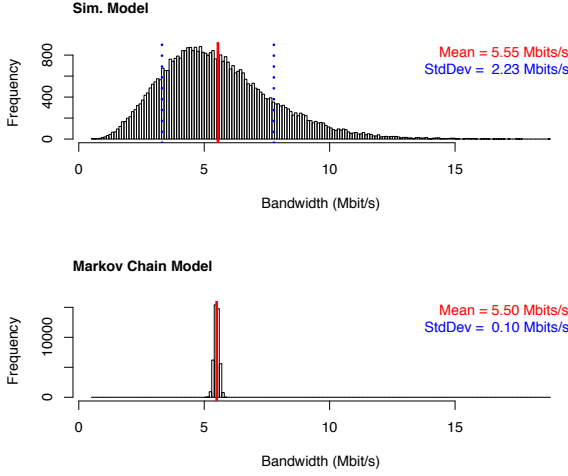 Sim. Model
Mean = 5.55 Mbits/s
StdDev = 2.23 Mbits/s
Frequency
800
400
0
0 5 10 15
Bandwidth (Mbit/s)
Markov Chain Model
Mean = 5.50 Mbits/s
StdDev = 0.10 Mbits/s
Frequency
10000
0
0 5 10 15
Bandwidth (Mbit/s)